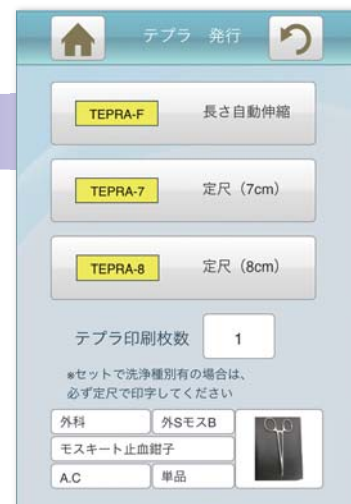 テプラ 発行
TEPRA-F 長さ自動伸縮
TEPRA-7 定尺（7cm）
TEPRA-8 定尺（8cm）
テプラ印刷枚数 1
※セットで洗浄種別有の場合は、
必ず定尺で印字してください
外科 外SモスB
モスキート止血鉗子
A.C 単品